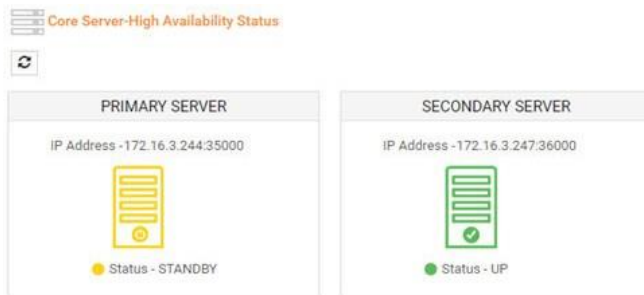 Core Server-High Availability Status
PRIMARY SERVER
IP Address -172.16.3.244:35000
Status - STANDBY
SECONDARY SERVER
IP Address -172.16.3.247:36000
Status - UP